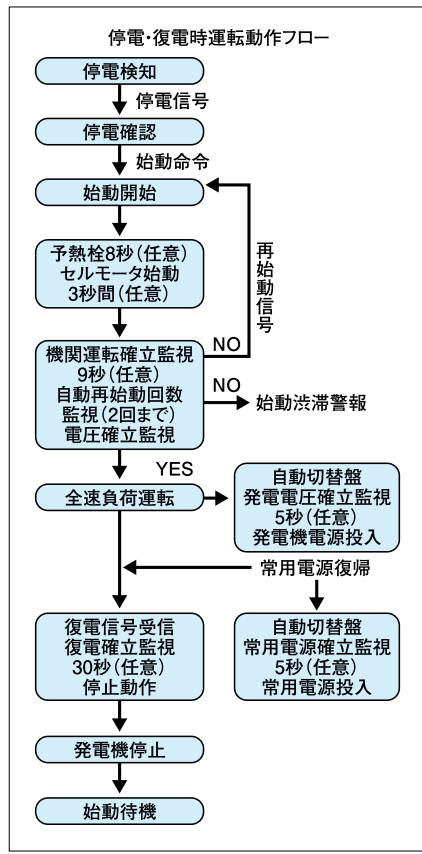 停電・復電時運転動作フロー
停電検知
停電信号
停電確認
始動命令
始動開始
予熱栓8秒(任意)
セルモータ始動
3秒間(任意)
再始動信号
機関運転確立監視
9秒(任意)
自動再始動回数
監視(2回まで)
電圧確立監視
NO
NO
始動渋滞警報
YES
全速負荷運転
自動切替盤
発電電圧確立監視
5秒(任意)
発電機電源投入
常用電源復帰
復電信号受信
復電確立監視
30秒(任意)
停止動作
自動切替盤
常用電源確立監視
5秒(任意)
常用電源投入
発電機停止
始動待機